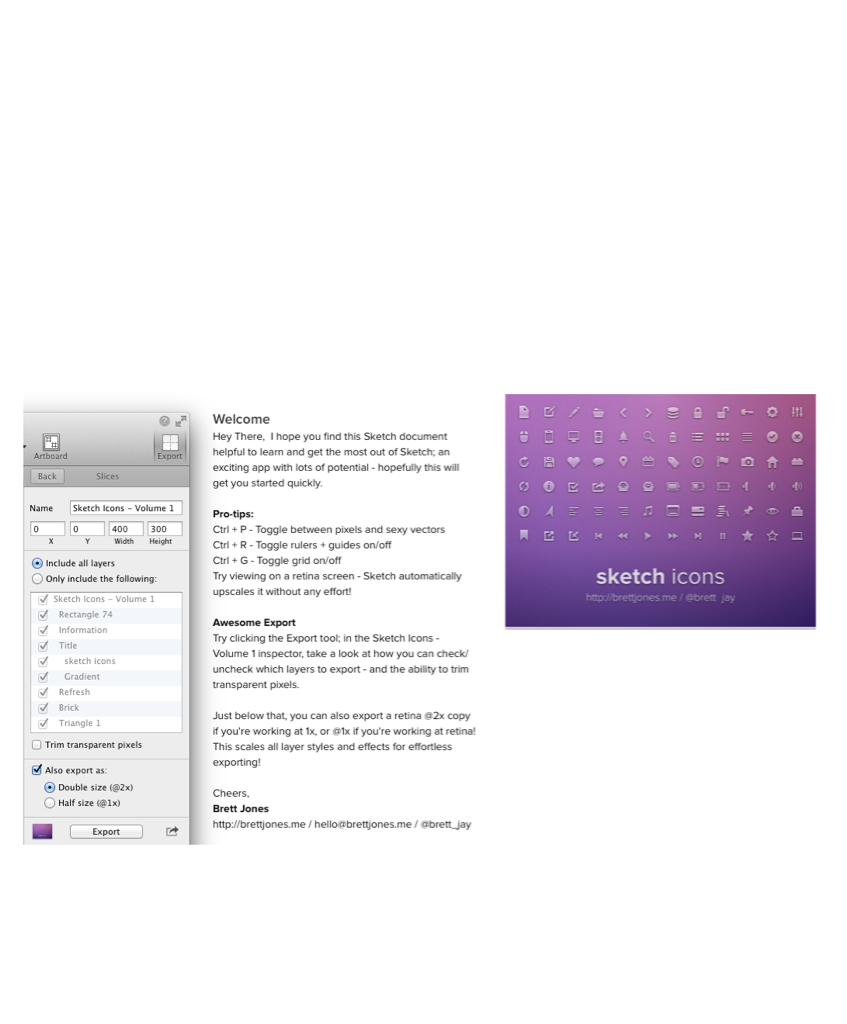 Artboard
Export
Back
Slices
Name
Sketch Icons – Volume 1
0
0
400
300
X
Y
Width
Height
Include all layers
Only include the following:
Sketch Icons – Volume 1
Rectangle 74
Information
Title
sketch icons
Gradient
Refresh
Brick
Triangle 1
Trim transparent pixels
Also export as:
Double size (@2x)
Half size (@1x)
Export
Welcome
Hey There,  I hope you find this Sketch document
helpful to learn and get the most out of Sketch; an
exciting app with lots of potential - hopefully this will
get you started quickly.
Pro-tips:
Ctrl + P - Toggle between pixels and sexy vectors
Ctrl + R - Toggle rulers + guides on/off
Ctrl + G - Toggle grid on/off
Try viewing on a retina screen - Sketch automatically
upscales it without any effort!
Awesome Export
Try clicking the Export tool; in the Sketch Icons -
Volume 1 inspector, take a look at how you can check/
uncheck which layers to export - and the ability to trim
transparent pixels.
Just below that, you can also export a retina @2x copy
if you're working at 1x, or @1x if you're working at retina!
This scales all layer styles and effects for effortless
exporting!
Cheers,
Brett Jones
http://brettjones.me / hello@brettjones.me / @brett_jay
sketch icons
http://brettjones.me / @brett_jay